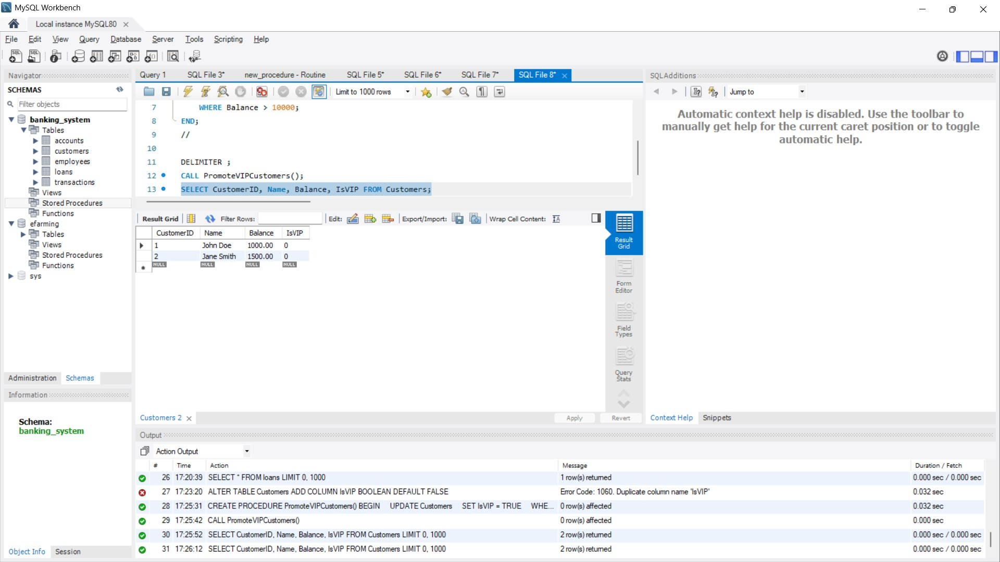 MySQL Workbench
Local instance MySQL80
File Edit View Query Database Server Tools Scripting Help
Navigator
SCHEMAS
Filter objects
banking_system
Tables
accounts
customers
employees
loans
transactions
Views
Stored Procedures
Functions
efarming
Tables
Views
Stored Procedures
Functions
sys
Administration Schemas
Information
Schema:
banking_system
Object Info Session
Query 1 SQL File 3* new_procedure - Routine SQL File 5* SQL File 6* SQL File 7* SQL File 8*
Limit to 1000 rows
7 WHERE Balance > 10000;
8 END;
9 //
10
11 DELIMITER ;
12 CALL PromoteVIPCustomers();
13 SELECT CustomerID, Name, Balance, IsVIP FROM Customers;
Result Grid Filter Rows: Edit: Export/Import: Wrap Cell Content:
CustomerID Name Balance IsVIP
1 John Doe 1000.00 0
2 Jane Smith 1500.00 0
NULL NULL NULL NULL
Result
Grid
Form
Editor
Field
Types
Query
Stats
Customers 2
Apply Revert
SQLAdditions
Jump to
Automatic context help is disabled. Use the toolbar to
manually get help for the current caret position or to toggle
automatic help.
Context Help Snippets
Output
Action Output
# Time Action Message Duration / Fetch
26 17:20:39 SELECT * FROM loans LIMIT 0, 1000 1 row(s) returned 0.000 sec / 0.000 sec
27 17:23:20 ALTER TABLE Customers ADD COLUMN IsVIP BOOLEAN DEFAULT FALSE Error Code: 1060. Duplicate column name 'IsVIP' 0.032 sec
28 17:25:31 CREATE PROCEDURE PromoteVIPCustomers() BEGIN UPDATE Customers SET IsVIP = TRUE WHE... 0 row(s) affected 0.032 sec
29 17:25:42 CALL PromoteVIPCustomers() 0 row(s) affected 0.000 sec
30 17:25:52 SELECT CustomerID, Name, Balance, IsVIP FROM Customers LIMIT 0, 1000 2 row(s) returned 0.000 sec / 0.000 sec
31 17:26:12 SELECT CustomerID, Name, Balance, IsVIP FROM Customers LIMIT 0, 1000 2 row(s) returned 0.000 sec / 0.000 sec